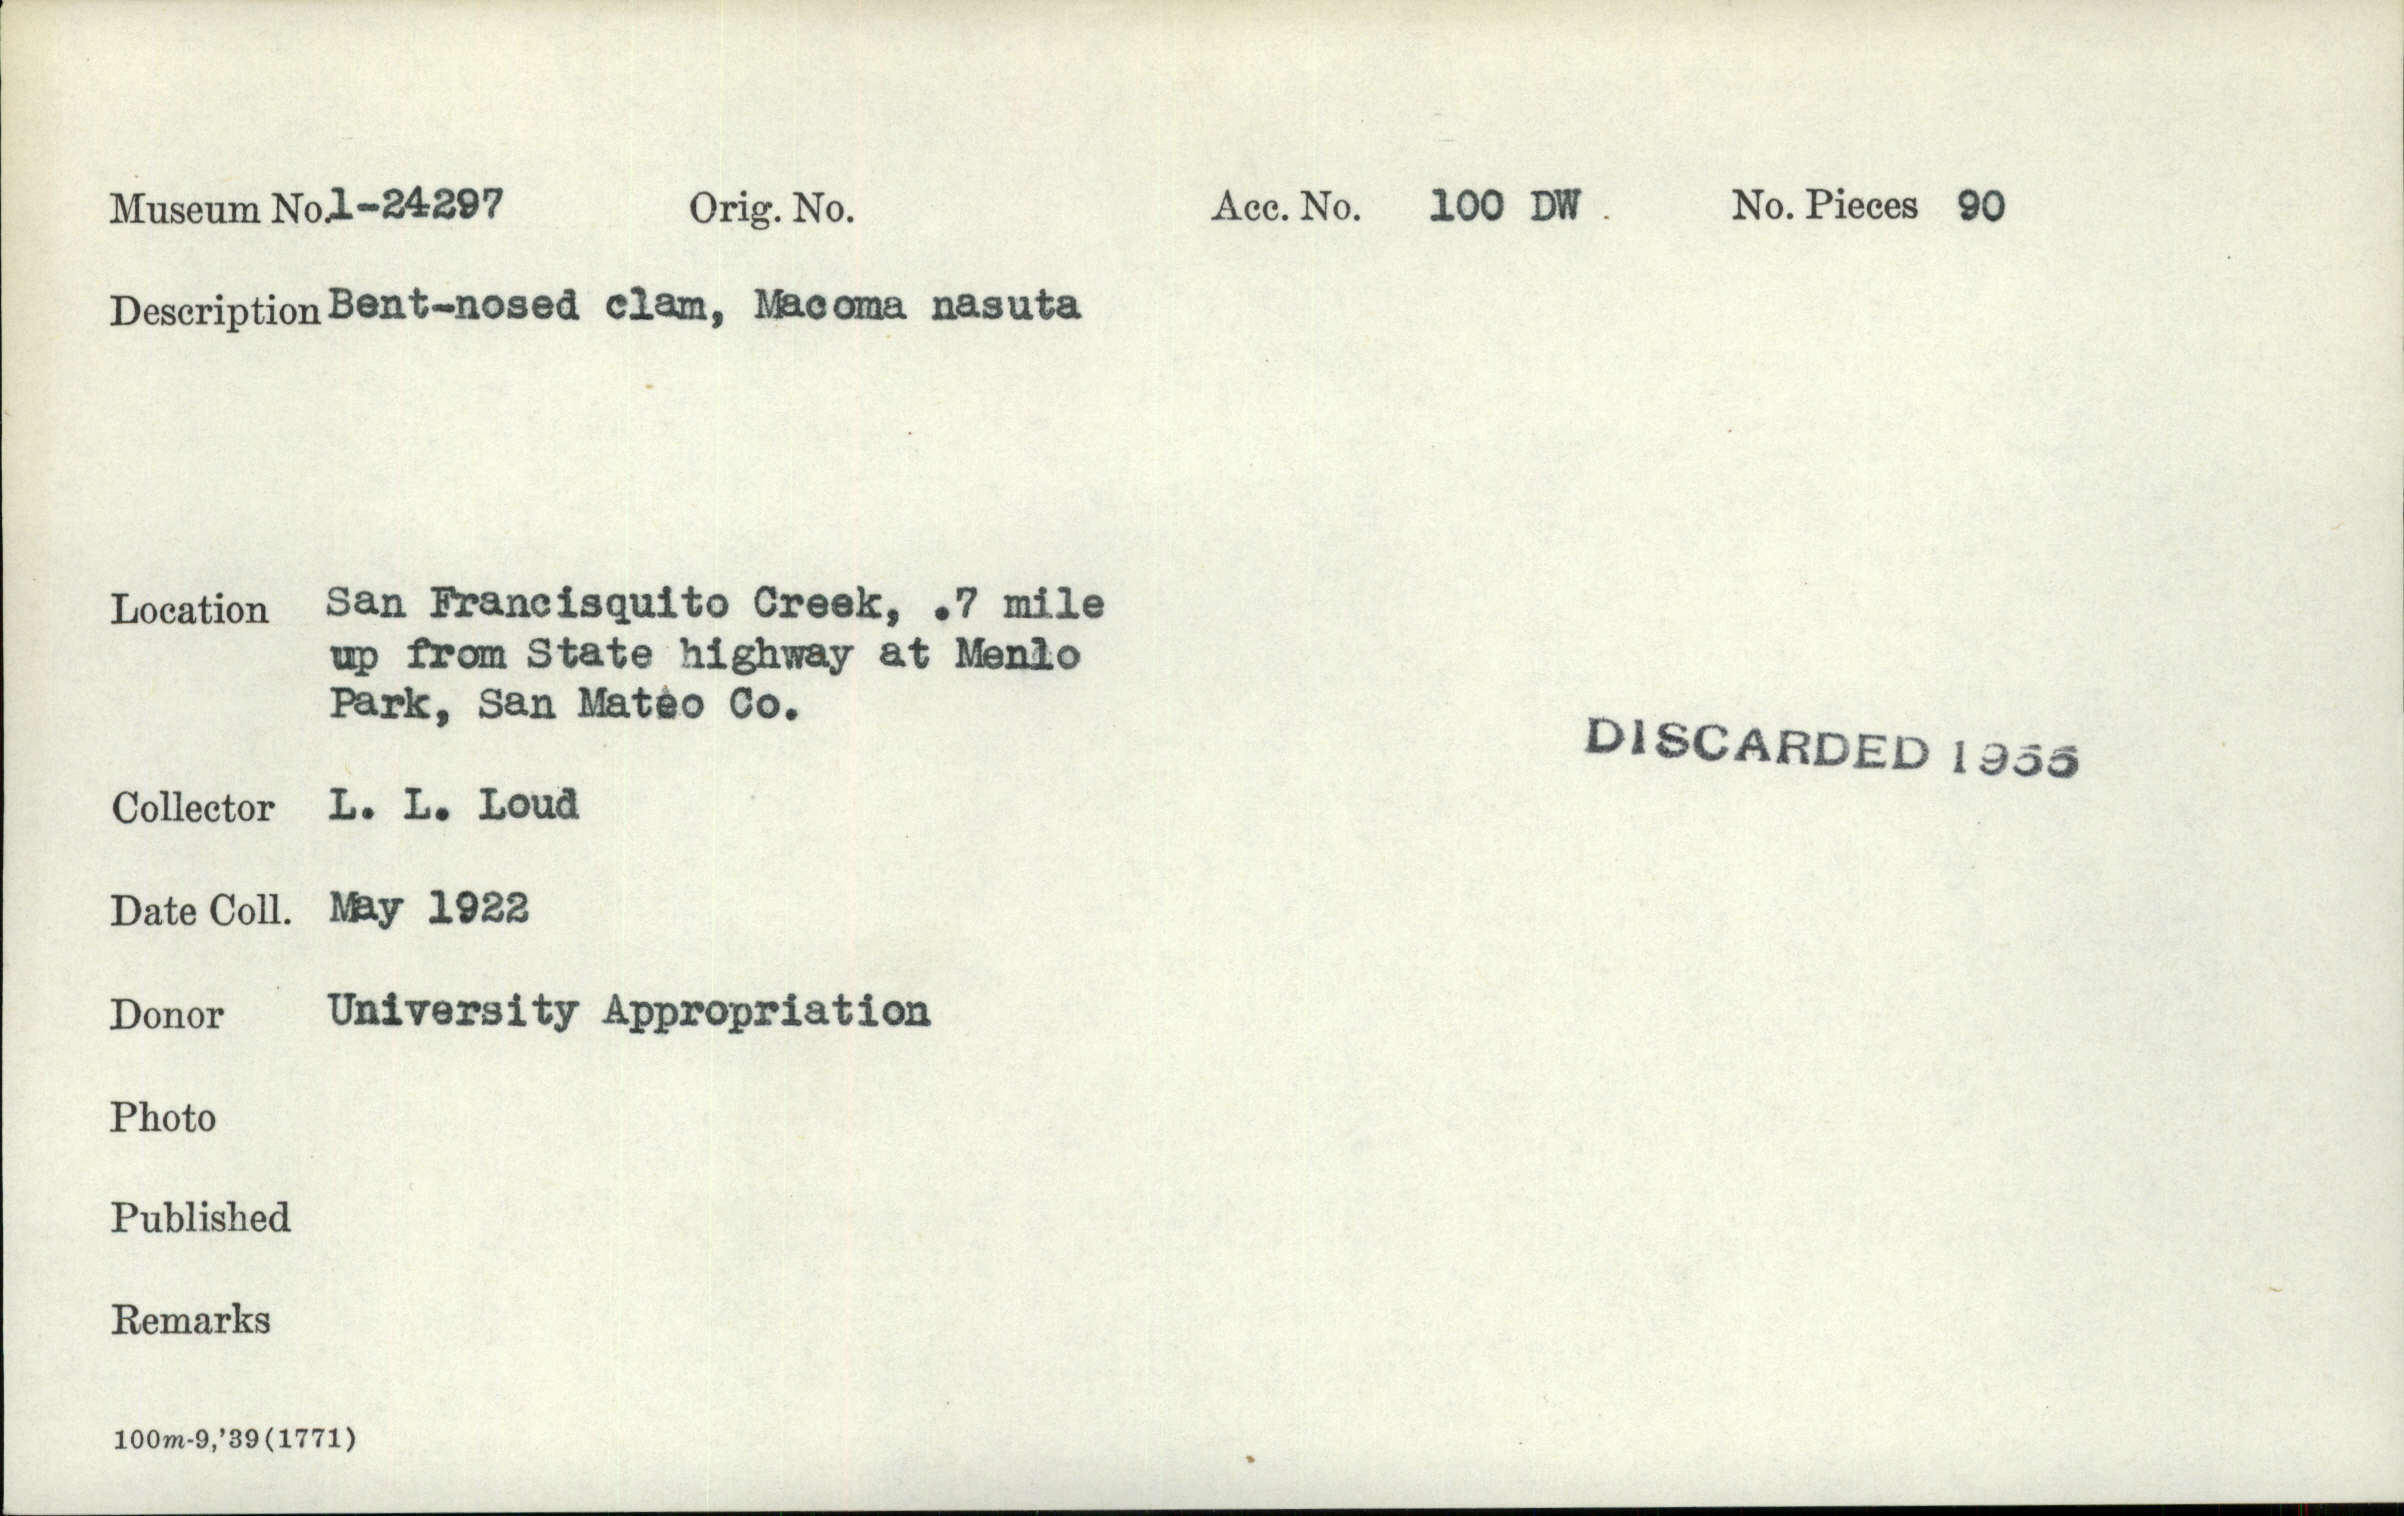 Museum No. 1-24297 Orig. No. Acc. No. 100 DW No. Pieces 90
Description Bent-nosed clam, Macoma nasuta
Location San Francisquito Creek, .7 mile
up from State highway at Menlo
Park, San Mateo Co.
DISCARDED 1955
Collector L. L. Loud
Date Coll. May 1922
Donor University Appropriation
Photo
Published
Remarks
100m-9,'39(1771)